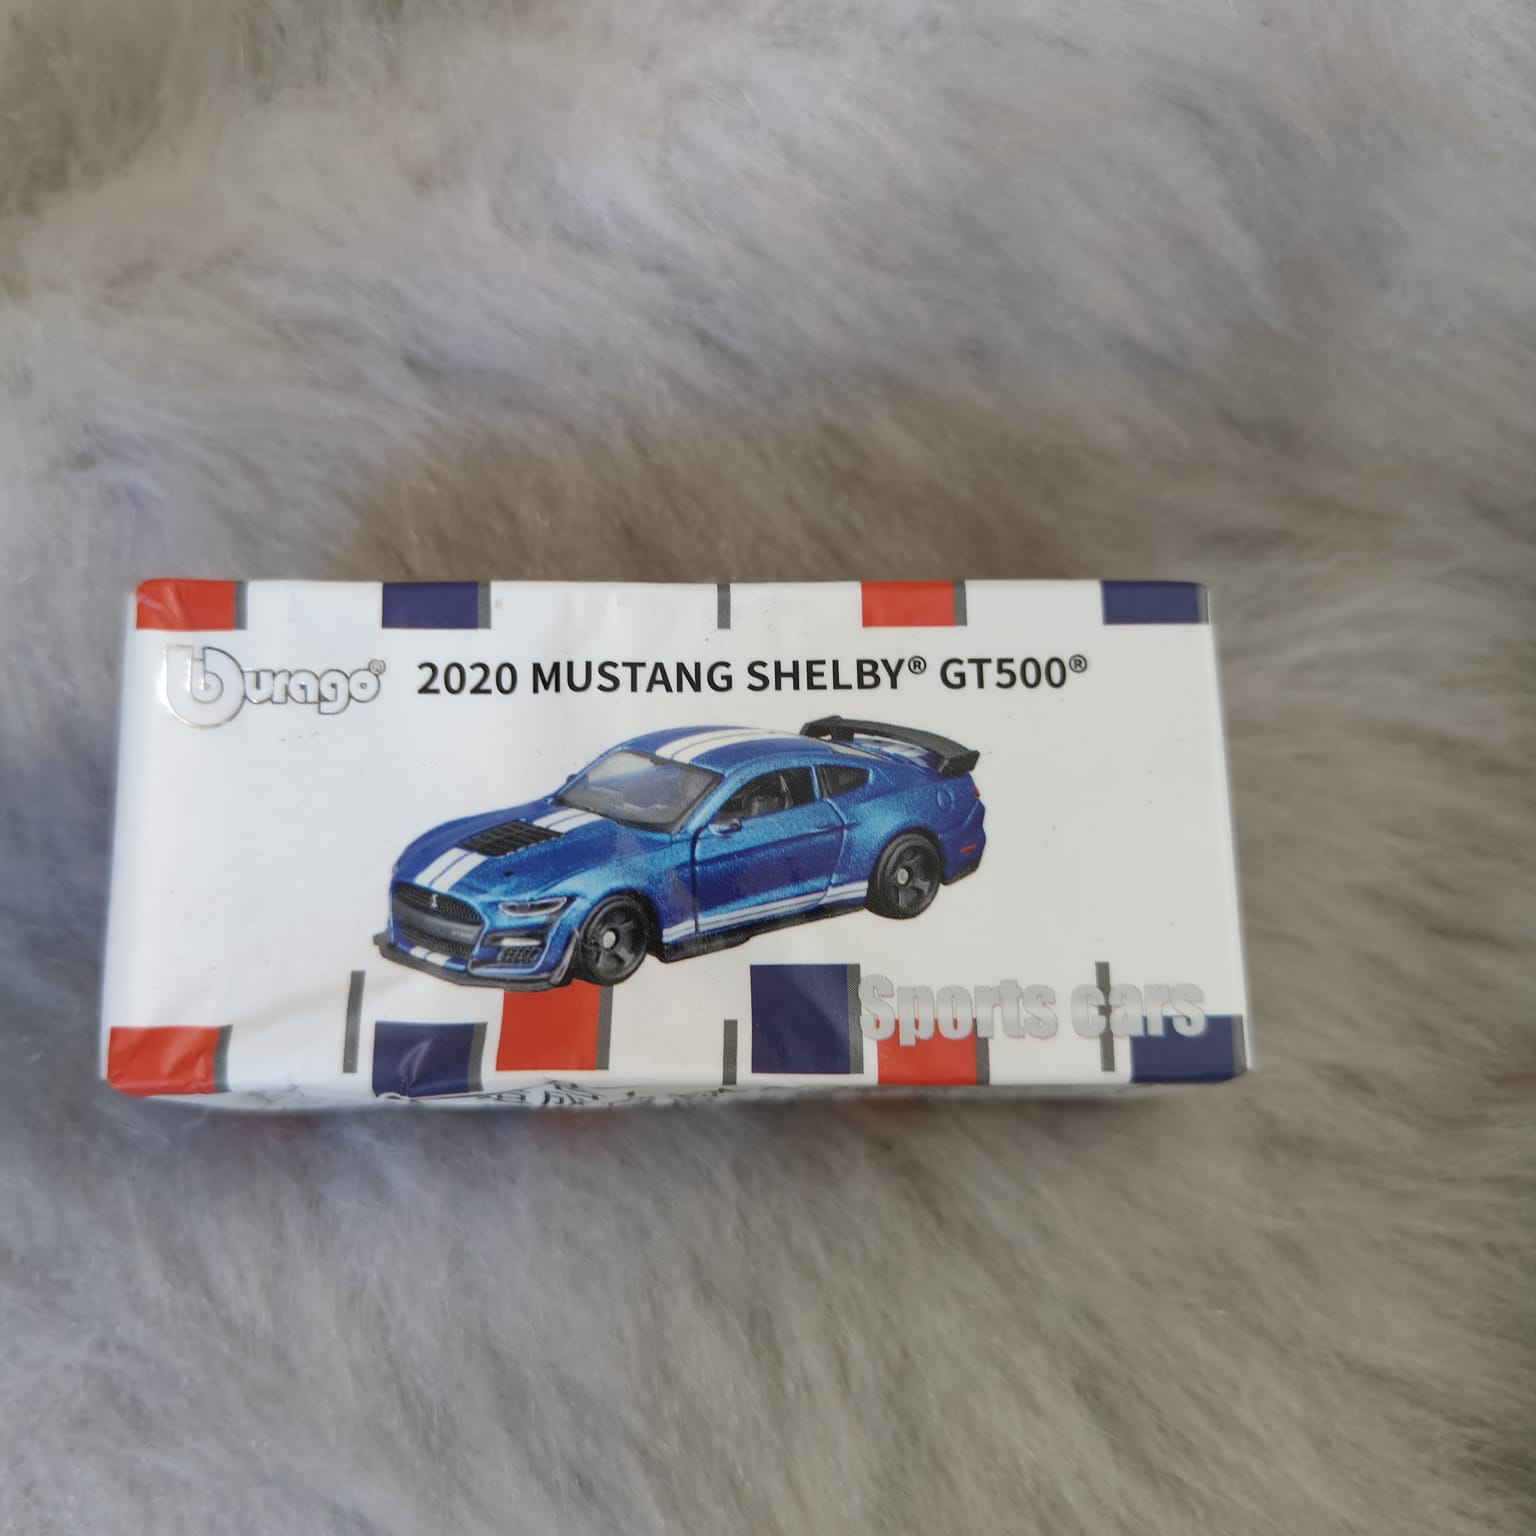 burago®
2020 MUSTANG SHELBY® GT500®
Sports cars